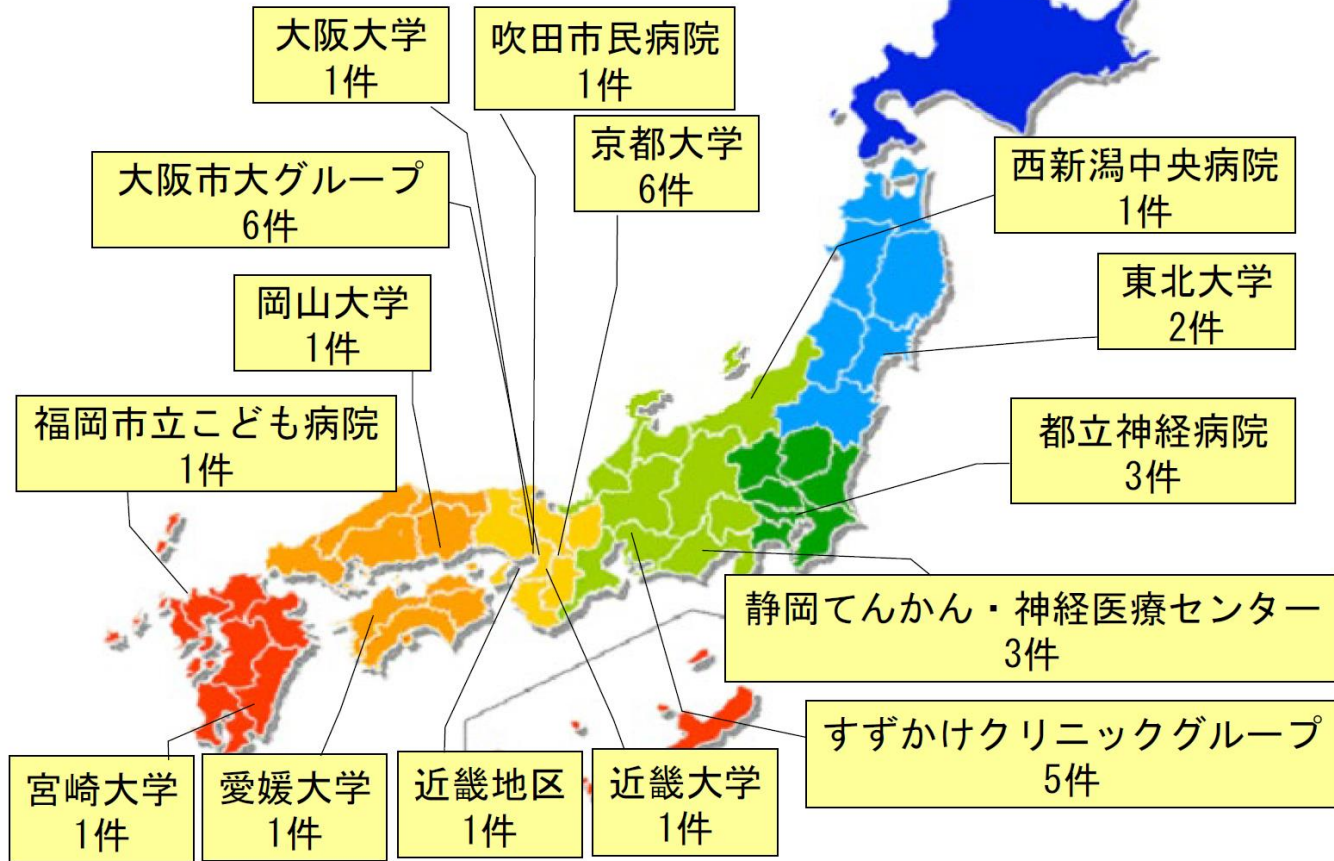 大阪大学
1件
吹田市民病院
1件
京都大学
6件
大阪市大グループ
6件
西新潟中央病院
1件
岡山大学
1件
東北大学
2件
福岡市立こども病院
1件
都立神経病院
3件
静岡てんかん・神経医療センター
3件
すずかけクリニックグループ
5件
宮崎大学
1件
愛媛大学
1件
近畿地区
1件
近畿大学
1件